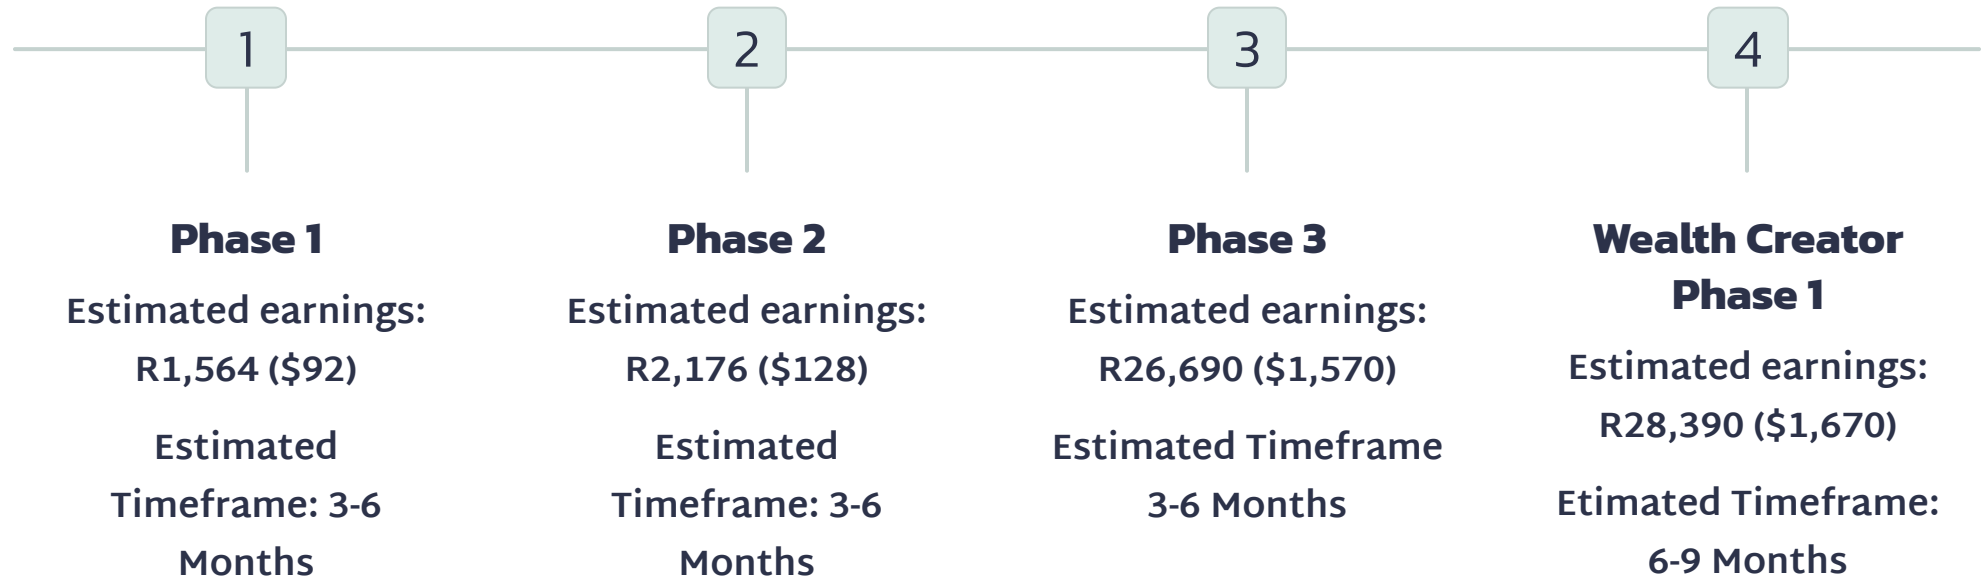 1
2
3
4
Phase 1
Estimated earnings:
R1,564 ($92)
Estimated
Timeframe: 3-6
Months
Phase 2
Estimated earnings:
R2,176 ($128)
Estimated
Timeframe: 3-6
Months
Phase 3
Estimated earnings:
R26,690 ($1,570)
Estimated Timeframe
3-6 Months
Wealth Creator
Phase 1
Estimated earnings:
R28,390 ($1,670)
Etimated Timeframe:
6-9 Months